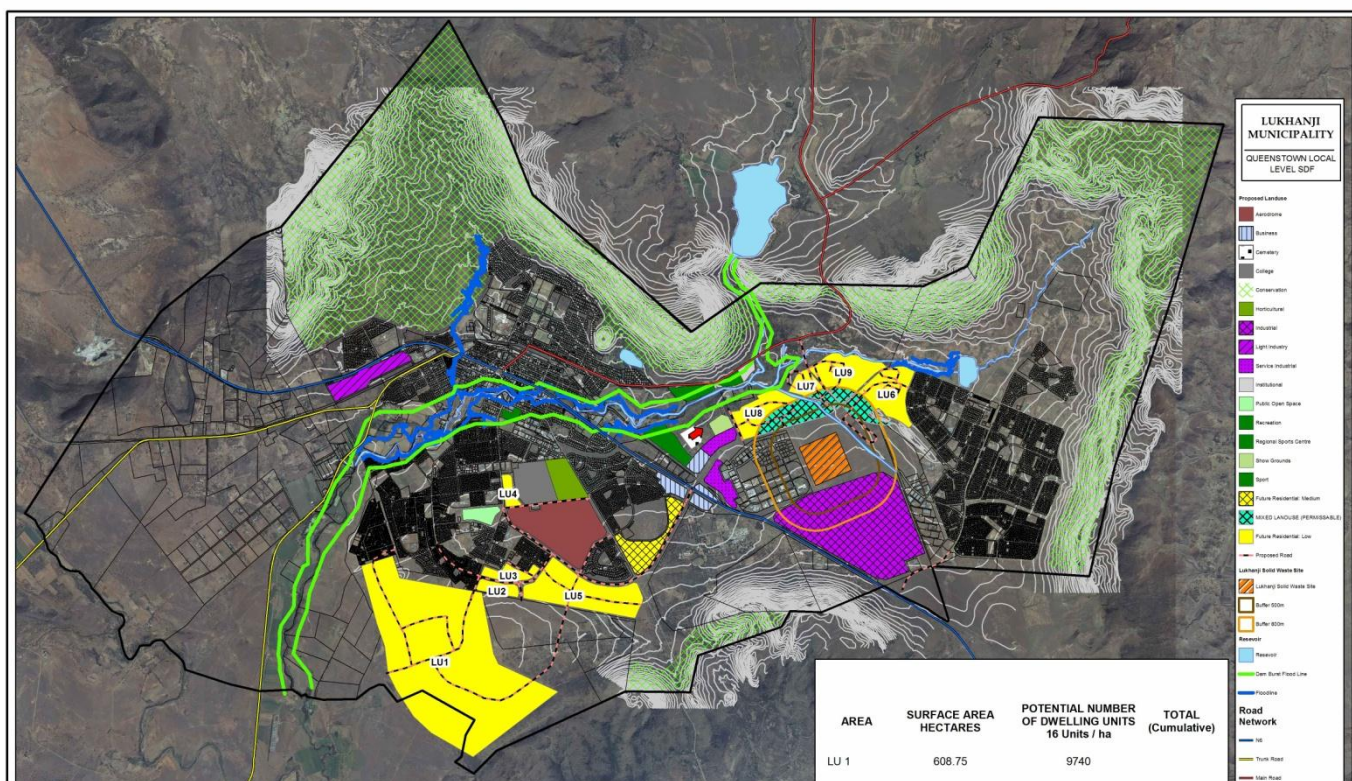 LUKHANJI
MUNICIPALITY
QUEENSTOWN LOCAL
LEVEL SDF
Proposed Landuse
Aerodrome
Business
Cemetery
College
Conservation
Horticultural
Industrial
Light Industry
Service Industrial
Institutional
Public Open Space
Recreation
Regional Sports Centre
Show Grounds
Sport
Future Residential: Medium
MIXED LANDUSE (PERMISSABLE)
Future Residential: Low
Proposed Road
Lukhanji Solid Waste Site
Lukhanji Solid Waste Site
Buffer 500m
Buffer 800m
Resevoir
Resevoir
Dam Burst Flood Line
Floodline
Road
Network
N6
Trunk Road
Main Road
LU9
LU7
LU6
LU8
LU4
LU3
LU2
LU5
LU1
AREA
SURFACE AREA
HECTARES
POTENTIAL NUMBER
OF DWELLING UNITS
16 Units / ha
TOTAL
(Cumulative)
LU 1 608.75 9740